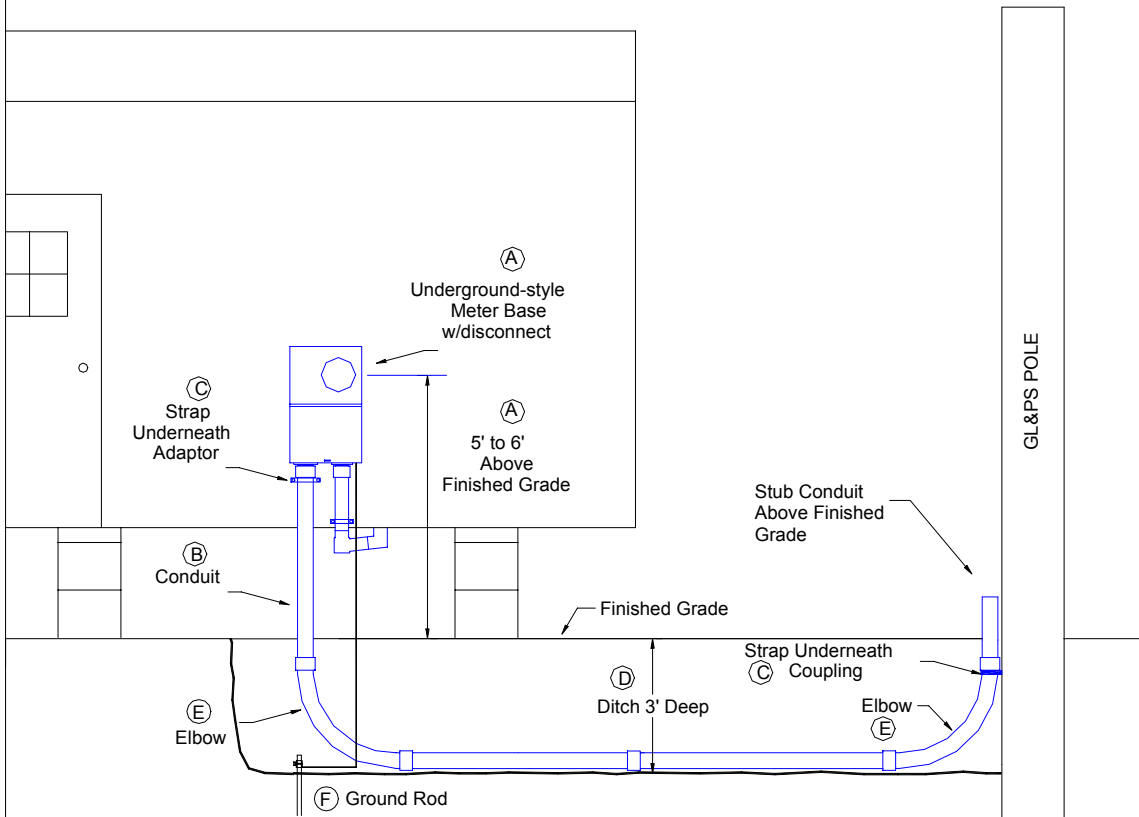 A
Underground-style
Meter Base
w/disconnect
C
Strap
Underneath
Adaptor
A
5' to 6'
Above
Finished Grade
GL&PS POLE
Stub Conduit
Above Finished
Grade
B
Conduit
Finished Grade
Strap Underneath
C Coupling
D
Ditch 3' Deep
E
Elbow
Elbow
E
F Ground Rod